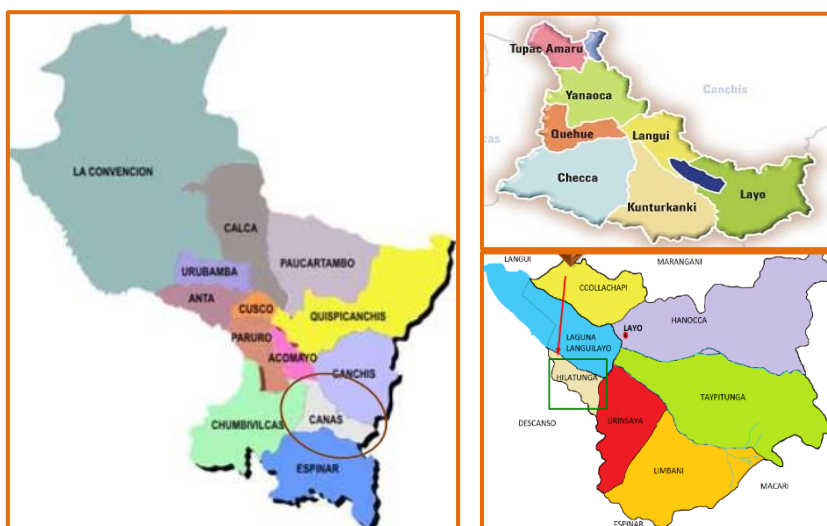 LA CONVENCION
CALCA
PAUCARTAMBO
URUBAMBA
ANTA
CUSCO
QUISPICANCHIS
PARURO
ACOMAYO
CANCHIS
CHUMBIVILCAS
CANAS
ESPINAR
Tupac Amaru
Canchis
Yanaoca
Quehue
Langui
cas
Checca
Layo
Kunturkanki
LANGUI
MARANGANI
CCOLLACHAPI
HANOCCA
LAYO
LAGUNA
LANGUILAYO
HILATUNGA
TAYPITUNGA
DESCANSO
URINSAYA
LIMBANI
MACARI
ESPINAR